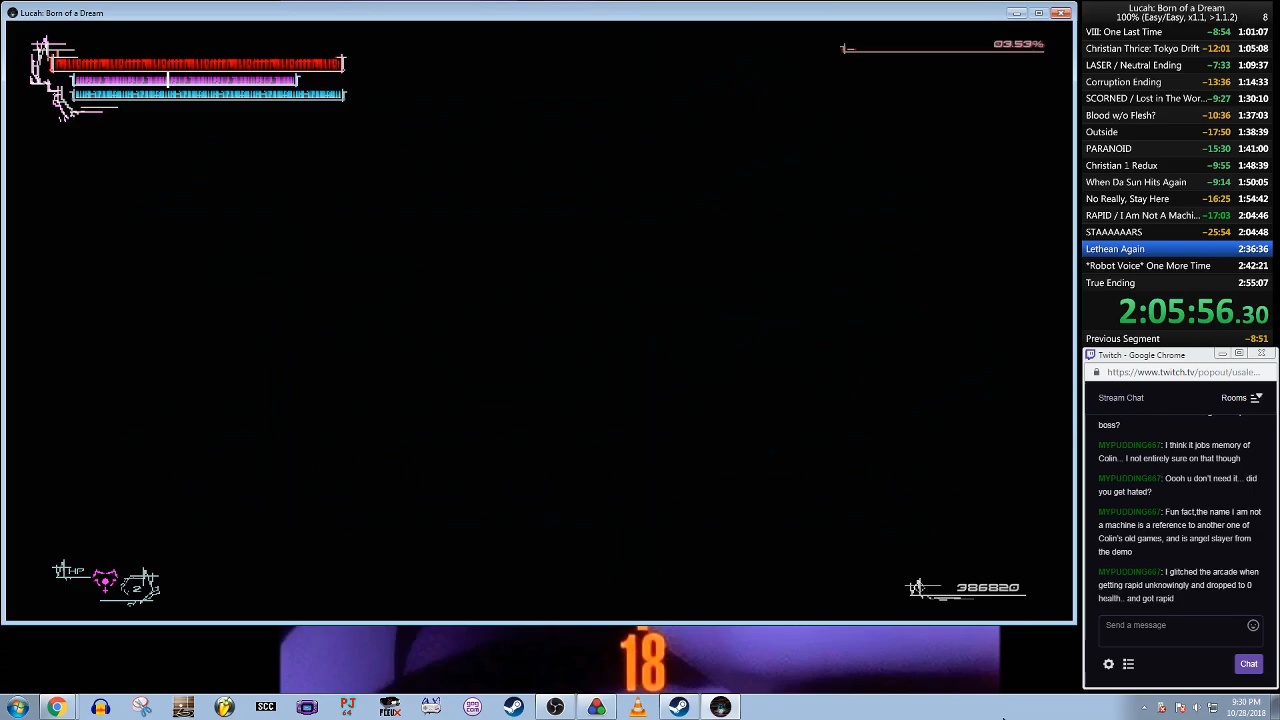 Lucah: Born of a Dream
03.53%
HP
2
386820
18
Lucah: Born of a Dream
100% (Easy/Easy, x1.1, >1.1.2) 8
VIII: One Last Time -8:54 1:01:07
Christian Thrice: Tokyo Drift -12:01 1:05:08
LASER / Neutral Ending -7:33 1:09:37
Corruption Ending -13:36 1:14:33
SCORNED / Lost in The Wor... -9:27 1:30:10
Blood w/o Flesh? -10:36 1:37:03
Outside -17:50 1:38:39
PARANOID -15:30 1:41:00
Christian 1 Redux -9:55 1:48:39
When Da Sun Hits Again -9:14 1:50:05
No Really, Stay Here -16:25 1:54:42
RAPID / I Am Not A Machi... -17:03 2:04:46
STAAAAARS -25:54 2:04:48
Lethean Again 2:36:36
*Robot Voice* One More Time 2:42:21
True Ending 2:55:07
2:05:56.30
Previous Segment -8:51
Twitch - Google Chrome
https://www.twitch.tv/popout/usale...
Stream Chat Rooms
boss?
MYPUDDING667: I think it jobs memory of
Colin... I not entirely sure on that though
MYPUDDING667: Oooh u don't need it... did
you get hated?
MYPUDDING667: Fun fact,the name I am not
a machine is a reference to another one of
Colin's old games, and is angel slayer from
the demo
MYPUDDING667: I glitched the arcade when
getting rapid unknowingly and dropped to 0
health.. and got rapid
Send a message
Chat
SCC
PJ
64
9:30 PM
10/28/2018